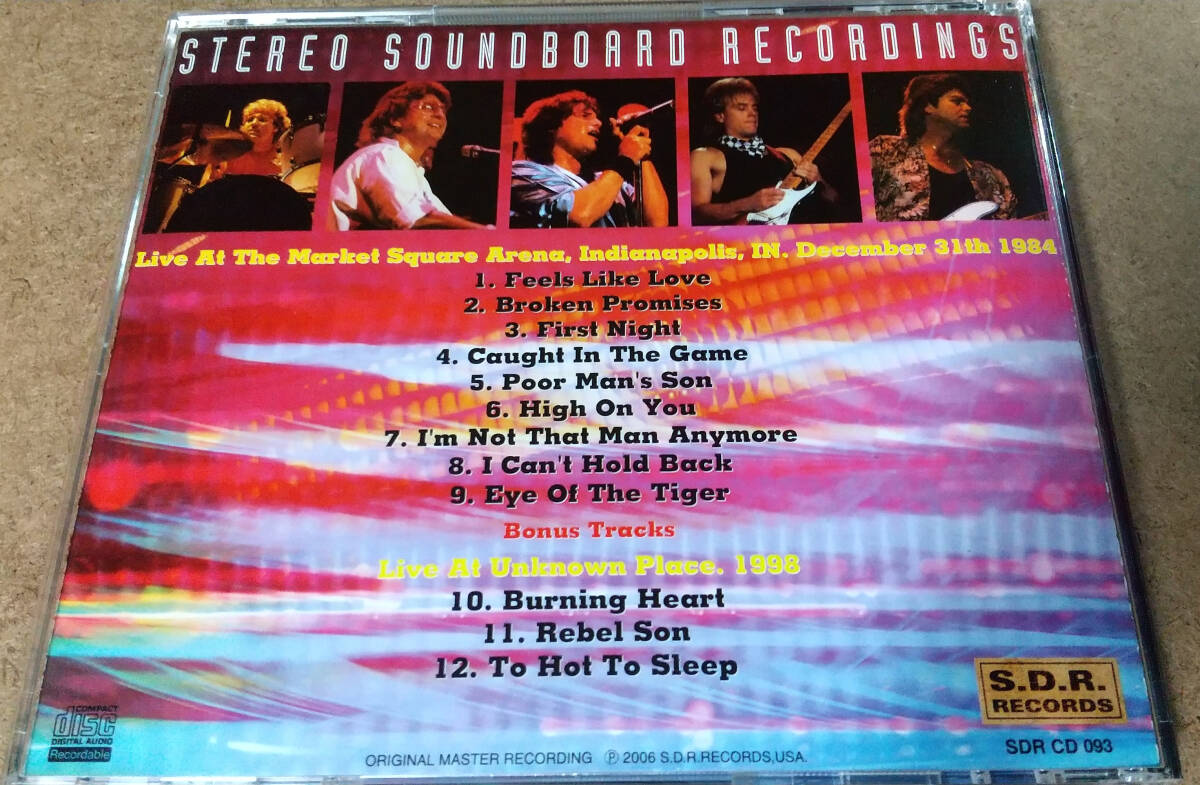 STEREO SOUNDBOARD RECORDINGS
Live At The Market Square Arena, Indianapolis, IN. December 31th 1984
1. Feels Like Love
2. Broken Promises
3. First Night
4. Caught In The Game
5. Poor Man's Son
6. High On You
7. I'm Not That Man Anymore
8. I Can't Hold Back
9. Eye Of The Tiger
Bonus Tracks
Live At Unknown Place. 1998
10. Burning Heart
11. Rebel Son
12. To Hot To Sleep
S.D.R.
RECORDS
SDR CD 093
COMPACT
disc
DIGITAL AUDIO
Recordable
ORIGINAL MASTER RECORDING Ⓟ 2006 S.D.R.RECORDS,USA.